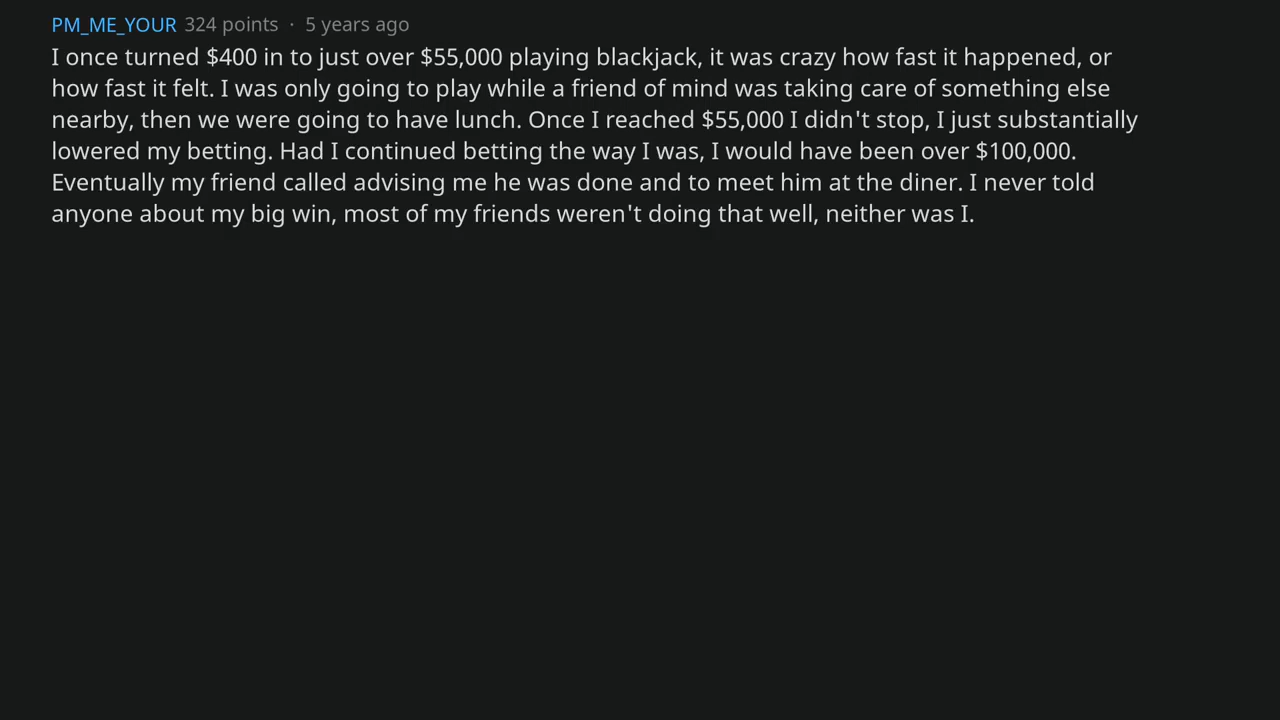 PM_ME_YOUR 324 points · 5 years ago
I once turned $400 in to just over $55,000 playing blackjack, it was crazy how fast it happened, or
how fast it felt. I was only going to play while a friend of mind was taking care of something else
nearby, then we were going to have lunch. Once I reached $55,000 I didn't stop, I just substantially
lowered my betting. Had I continued betting the way I was, I would have been over $100,000.
Eventually my friend called advising me he was done and to meet him at the diner. I never told
anyone about my big win, most of my friends weren't doing that well, neither was I.